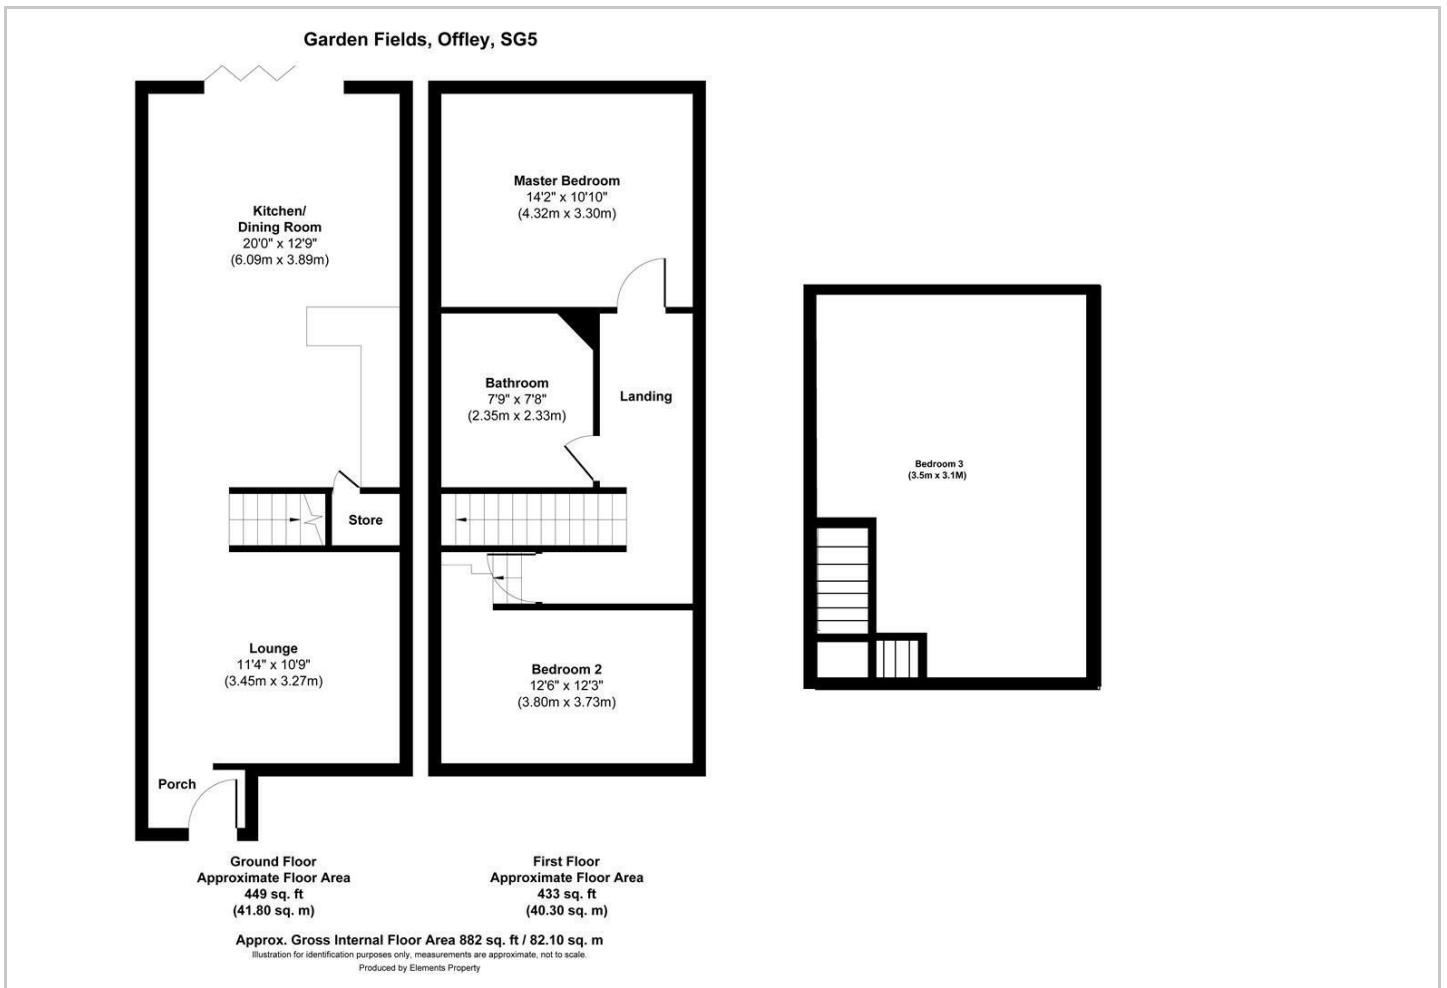 Garden Fields, Offley, SG5
Kitchen/
Dining Room
20'0" x 12'9"
(6.09m x 3.89m)
Store
Lounge
11'4" x 10'9"
(3.45m x 3.27m)
Porch
Ground Floor
Approximate Floor Area
449 sq. ft
(41.80 sq. m)
Master Bedroom
14'2" x 10'10"
(4.32m x 3.30m)
Bathroom
7'9" x 7'8"
(2.35m x 2.33m)
Landing
Bedroom 2
12'6" x 12'3"
(3.80m x 3.73m)
First Floor
Approximate Floor Area
433 sq. ft
(40.30 sq. m)
Bedroom 3
(3.5m x 3.1M)
Approx. Gross Internal Floor Area 882 sq. ft / 82.10 sq. m
Illustration for identification purposes only, measurements are approximate, not to scale.
Produced by Elements Property